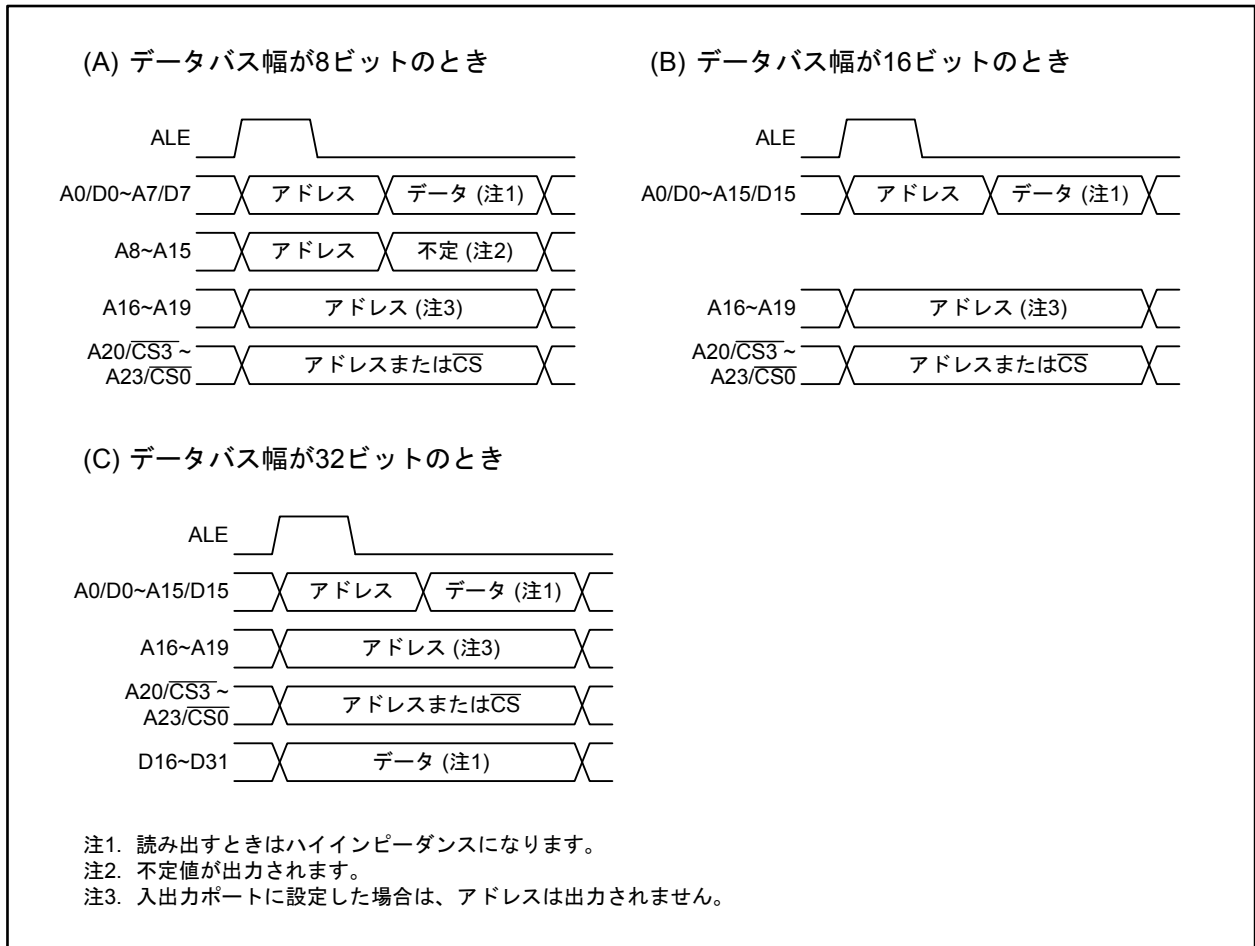 (A) データバス幅が8ビットのとき
ALE
A0/D0~A7/D7
アドレス
データ (注1)
A8~A15
アドレス
不定 (注2)
A16~A19
アドレス (注3)
A20/C̅S̅3̅ ~
A23/C̅S̅0̅
アドレスまたはC̅S̅
(B) データバス幅が16ビットのとき
ALE
A0/D0~A15/D15
アドレス
データ (注1)
A16~A19
アドレス (注3)
A20/C̅S̅3̅ ~
A23/C̅S̅0̅
アドレスまたはC̅S̅
(C) データバス幅が32ビットのとき
ALE
A0/D0~A15/D15
アドレス
データ (注1)
A16~A19
アドレス (注3)
A20/C̅S̅3̅ ~
A23/C̅S̅0̅
アドレスまたはC̅S̅
D16~D31
データ (注1)
注1. 読み出すときはハイインピーダンスになります。
注2. 不定値が出力されます。
注3. 入出力ポートに設定した場合は、アドレスは出力されません。